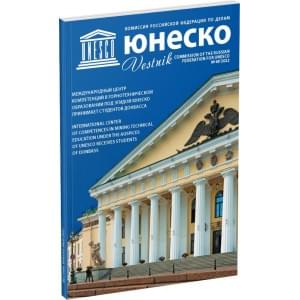 КОМИССИЯ РОССИЙСКОЙ ФЕДЕРАЦИИ ПО ДЕЛАМ
UNESCO
ЮНЕСКО
Vestnik
COMMISSION OF THE RUSSIAN
FEDERATION FOR UNESCO
МЕЖДУНАРОДНЫЙ ЦЕНТР
КОМПЕТЕНЦИЙ В ГОРНОТЕХНИЧЕСКОМ
ОБРАЗОВАНИИ ПОД ЭГИДОЙ ЮНЕСКО
ПРИНИМАЕТ СТУДЕНТОВ ДОНБАССА
INTERNATIONAL CENTER
OF COMPETENCES IN MINING TECHNICAL
EDUCATION UNDER THE AUSPICES
OF UNESCO RECEIVES STUDENTS
OF DONBASS